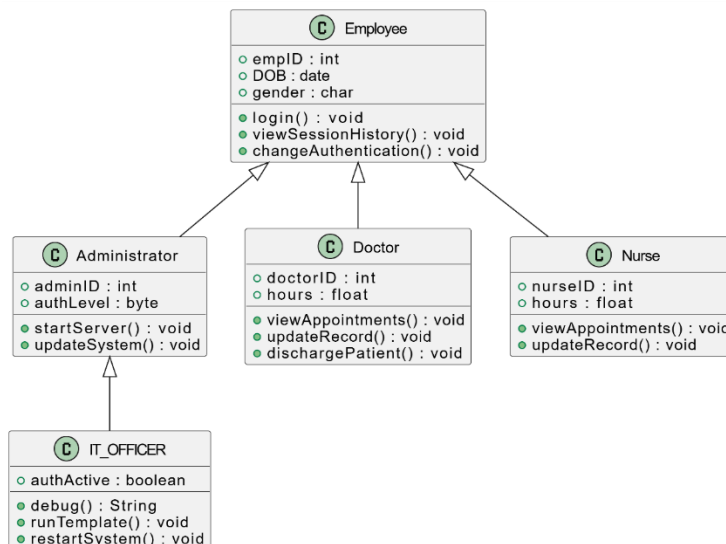 C Employee
empID : int
DOB : date
gender : char
login() : void
viewSessionHistory() : void
changeAuthentication() : void
C Administrator
adminID : int
authLevel : byte
startServer() : void
updateSystem() : void
C Doctor
doctorID : int
hours : float
viewAppointments() : void
updateRecord() : void
dischargePatient() : void
C Nurse
nurseID : int
hours : float
viewAppointments() : void
updateRecord() : void
C IT_OFFICER
authActive : boolean
debug() : String
runTemplate() : void
restartSystem() : void